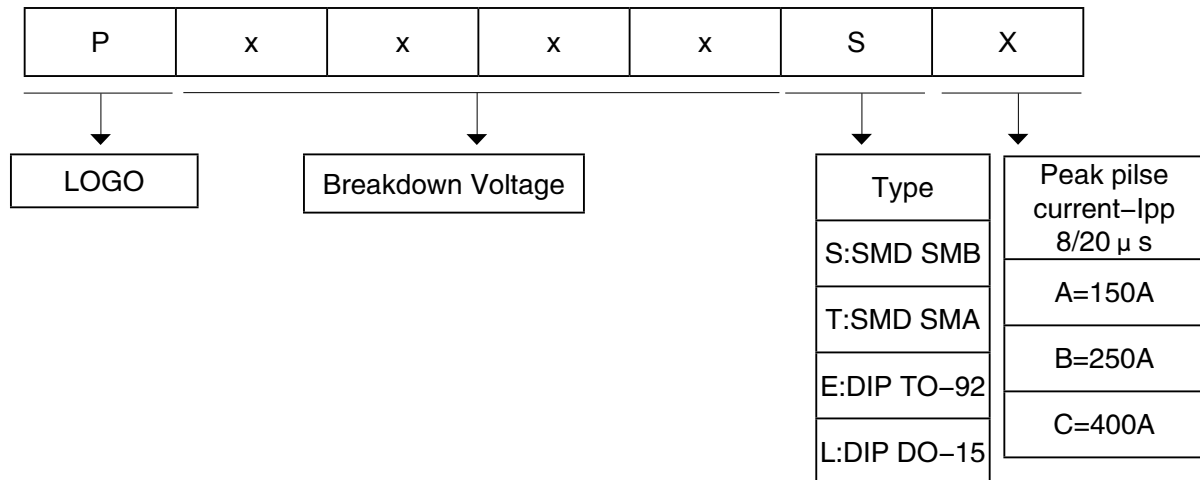 P x x x x S X
LOGO
Breakdown Voltage
Type
S:SMD SMB
T:SMD SMA
E:DIP TO−92
L:DIP DO−15
Peak pilse
current−Ipp
8/20 μ s
A=150A
B=250A
C=400A